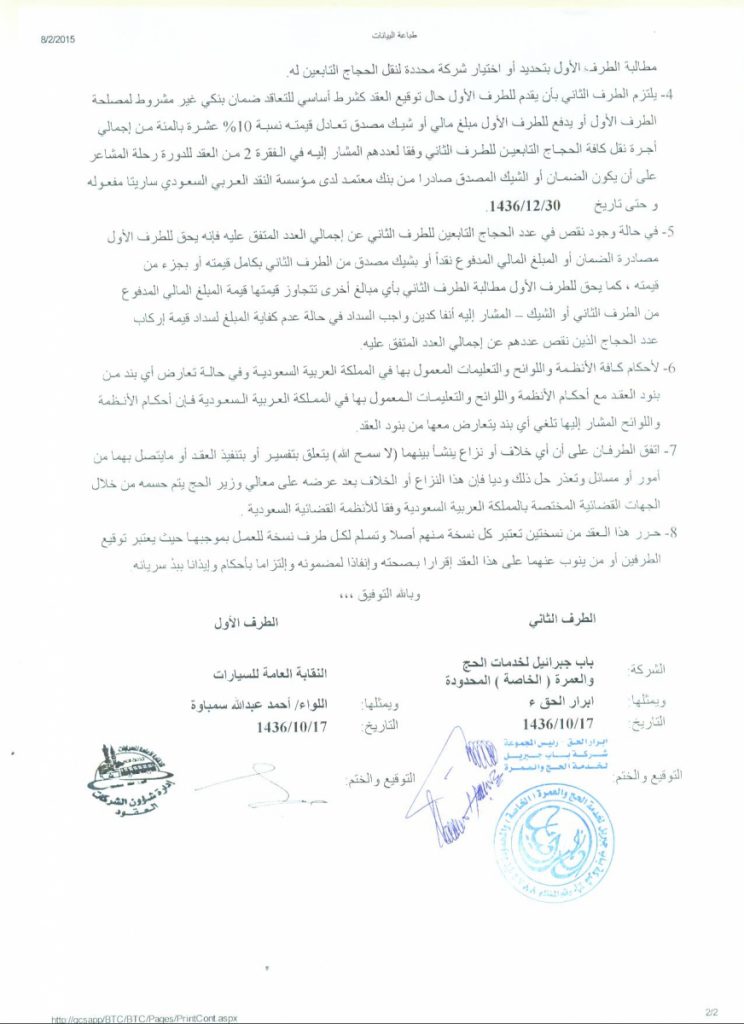 8/2/2015 طباعة البيانات
مطالبة الطرف الأول بتحديد أو اختيار شركة محددة لنقل الحجاج التابعين له.
4- يلتزم الطرف الثاني بأن يقدم للطرف الأول حال توقيع العقد كشرط أساسي للتعاقد ضمان بنكي غير مشروط لمصلحة
الطرف الأول أو يدفع للطرف الأول مبلغ مالي أو شيك مصدق تعادل قيمته نسبة 10% عشرة بالمئة من إجمالي
أجرة نقل كافة الحجاج التابعين للطرف الثاني وفقا لعددهم المشار إليه في الفقرة 2 من العقد للدورة رحلة المشاعر
على أن يكون الضمان أو الشيك المصدق صادرا من بنك معتمد لدى مؤسسة النقد العربي السعودي ساريتا مفعوله
و حتى تاريخ 1436/12/30.
5- في حالة وجود نقص في عدد الحجاج التابعين للطرف الثاني عن إجمالي العدد المتفق عليه فإنه يحق للطرف الأول
مصادرة الضمان أو المبلغ المالي المدفوع نقداً أو بشيك مصدق من الطرف الثاني بكامل قيمته أو بجزء من
قيمته ، كما يحق للطرف الأول مطالبة الطرف الثاني بأي مبالغ أخرى تتجاوز قيمتها قيمة المبلغ المالي المدفوع
من الطرف الثاني أو الشيك – المشار إليه أنفا كدين واجب السداد في حالة عدم كفاية المبلغ لسداد قيمة إركاب
عدد الحجاج الذين نقص عددهم عن إجمالي العدد المتفق عليه.
6- لأحكام كافة الأنظمة واللوائح والتعليمات المعمول بها في المملكة العربية السعودية وفي حالة تعارض أي بند من
بنود العقد مع أحكام الأنظمة واللوائح والتعليمات المعمول بها في المملكة العربية السعودية فإن أحكام الأنظمة
واللوائح المشار إليها تلغي أي بند يتعارض معها من بنود العقد.
7- اتفق الطرفان على أن أي خلاف أو نزاع ينشأ بينهما (لا سمح الله) يتعلق بتفسير أو بتنفيذ العقد أو مايتصل بهما من
أمور أو مسائل وتعذر حل ذلك وديا فإن هذا النزاع أو الخلاف بعد عرضه على معالي وزير الحج يتم حسمه من خلال
الجهات القضائية المختصة بالمملكة العربية السعودية وفقا للأنظمة القضائية السعودية .
8- حرر هذا العقد من نسختين تعتبر كل نسخة منهم أصلا وتسلم لكل طرف نسخة للعمل بموجبها حيث يعتبر توقيع
الطرفين أو من ينوب عنهما على هذا العقد إقرارا بصحته وإنفاذا لمضمونه وإلتزاما بأحكام وإيذانا ببدْ سريانه.
وبالله التوفيق ،،،
الطرف الثاني الطرف الأول
الشركة: باب جبرائيل لخدمات الحج والعمرة ( الخاصة ) المحدودة النقابة العامة للسيارات
ويمثلها: ابرار الحق ء ويمثلها: اللواء/ أحمد عبدالله سمباوة
التاريخ: 1436/10/17 التاريخ: 1436/10/17
ابرار الحق - رئيس المجموعة
شركة باب جبريل
لخدمة الحج والعمرة
التوقيع والختم: التوقيع والختم:
إدارة شؤون الشركات
العقود
http://gcsapp/BTC/BTC/Pages/PrintCont.aspx 2/2